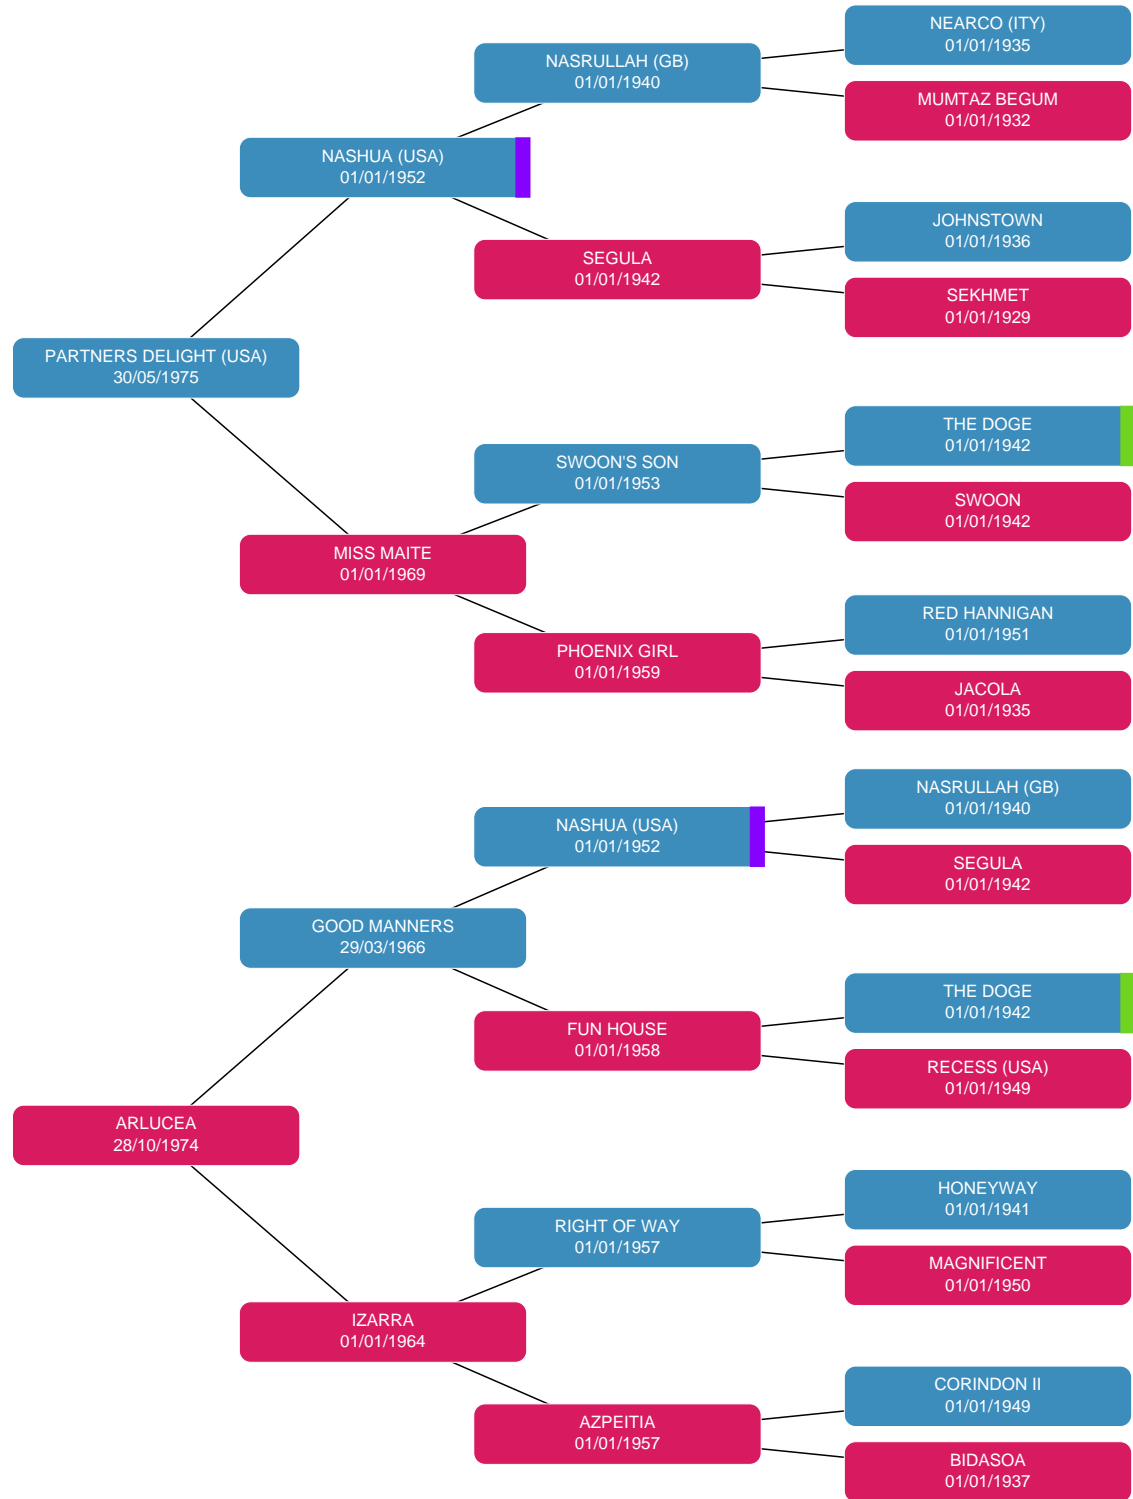 NEARCO (ITY)
01/01/1935
NASRULLAH (GB)
01/01/1940
MUMTAZ BEGUM
01/01/1932
NASHUA (USA)
01/01/1952
JOHNSTOWN
01/01/1936
SEGULA
01/01/1942
SEKHMET
01/01/1929
PARTNERS DELIGHT (USA)
30/05/1975
THE DOGE
01/01/1942
SWOON'S SON
01/01/1953
SWOON
01/01/1942
MISS MAITE
01/01/1969
RED HANNIGAN
01/01/1951
PHOENIX GIRL
01/01/1959
JACOLA
01/01/1935
NASRULLAH (GB)
01/01/1940
NASHUA (USA)
01/01/1952
SEGULA
01/01/1942
GOOD MANNERS
29/03/1966
THE DOGE
01/01/1942
FUN HOUSE
01/01/1958
RECESS (USA)
01/01/1949
ARLUCEA
28/10/1974
HONEYWAY
01/01/1941
RIGHT OF WAY
01/01/1957
MAGNIFICENT
01/01/1950
IZARRA
01/01/1964
CORINDON II
01/01/1949
AZPEITIA
01/01/1957
BIDASOA
01/01/1937